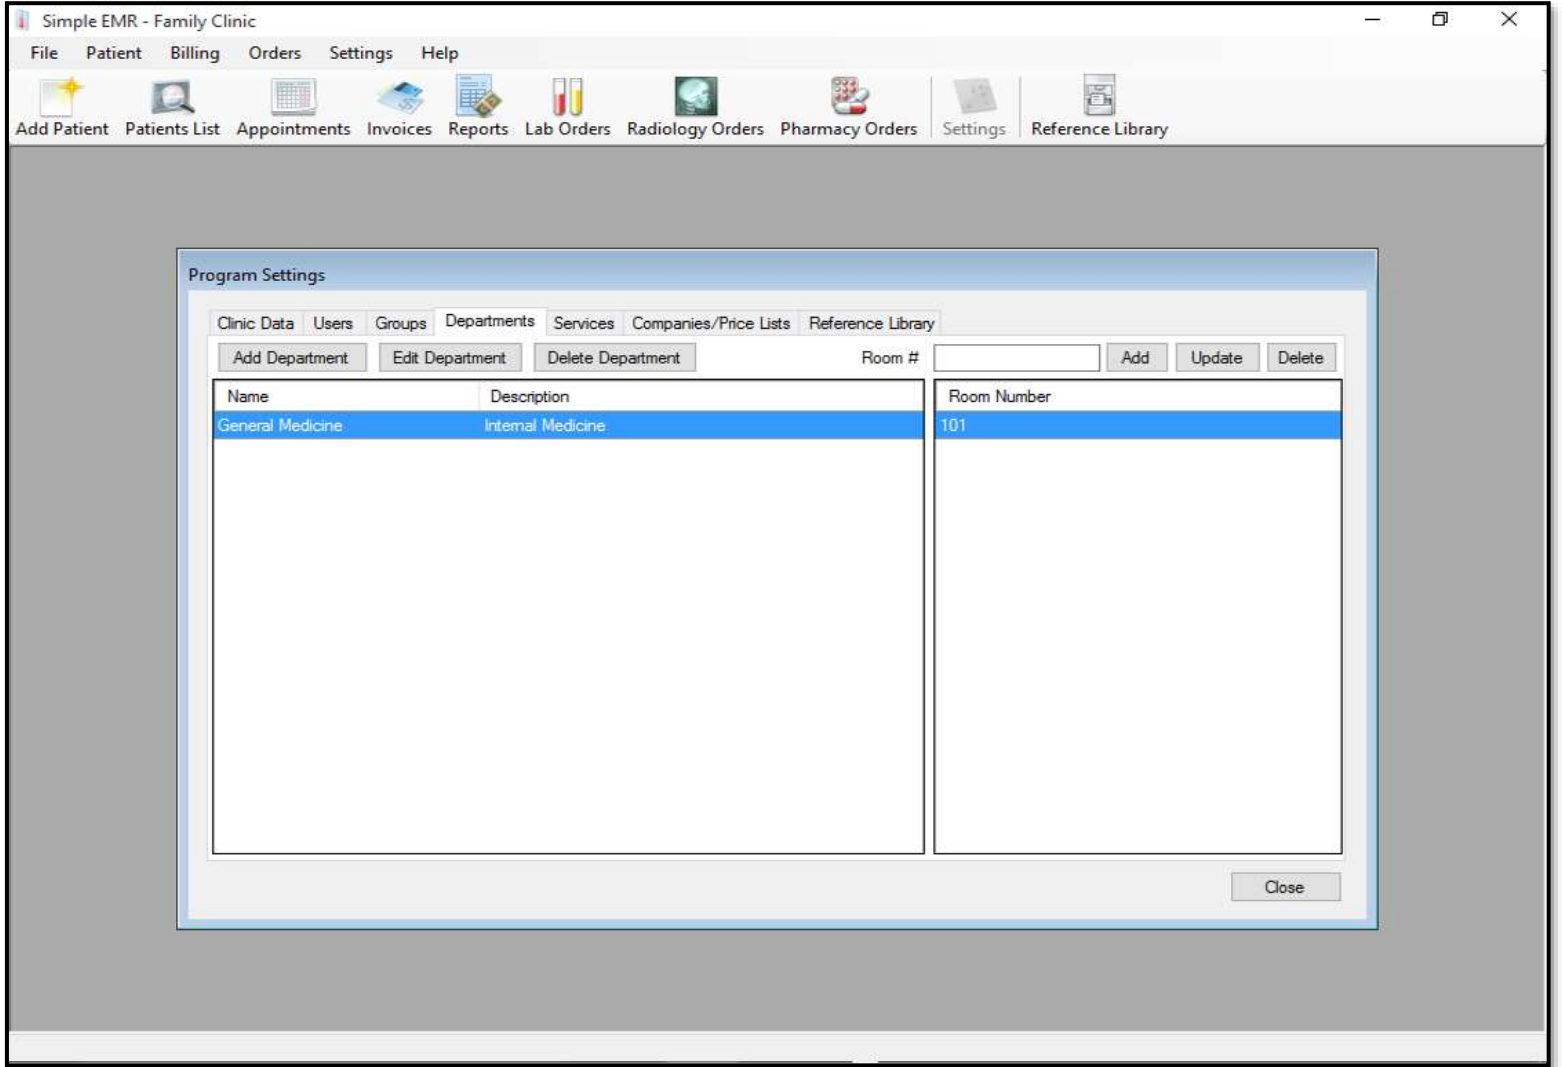 Simple EMR - Family Clinic
File Patient Billing Orders Settings Help
Add Patient Patients List Appointments Invoices Reports Lab Orders Radiology Orders Pharmacy Orders Settings Reference Library
Program Settings
Clinic Data Users Groups Departments Services Companies/Price Lists Reference Library
Add Department Edit Department Delete Department Room # Add Update Delete
Name Description Room Number
General Medicine Internal Medicine 101
Close